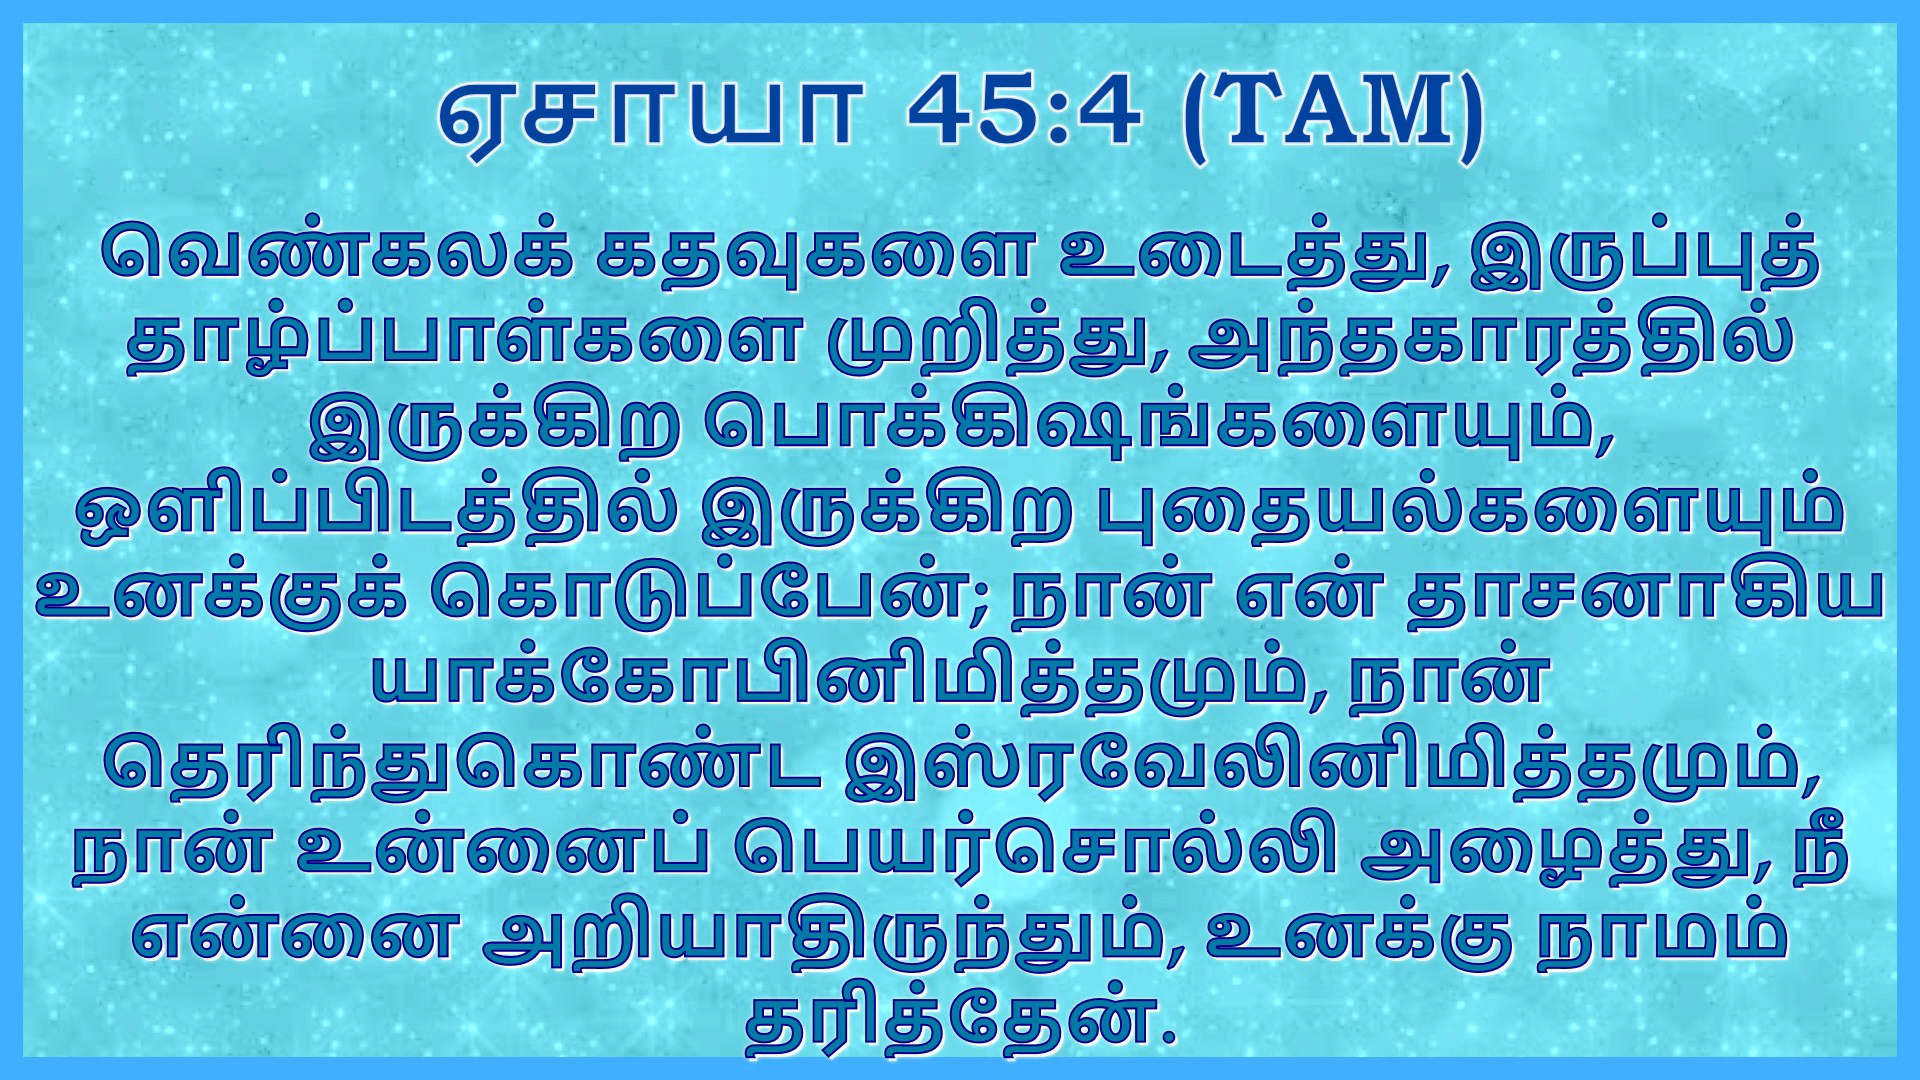 ஏசாயா 45:4 (TAM)
வெண்கலக் கதவுகளை உடைத்து, இருப்புத்
தாழ்ப்பாள்களை முறித்து, அந்தகாரத்தில்
இருக்கிற பொக்கிஷங்களையும்,
ஒளிப்பிடத்தில் இருக்கிற புதையல்களையும்
உனக்குக் கொடுப்பேன்; நான் என் தாசனாகிய
யாக்கோபினிமித்தமும், நான்
தெரிந்துகொண்ட இஸ்ரவேலினிமித்தமும்,
நான் உன்னைப் பெயர்சொல்லி அழைத்து, நீ
என்னை அறியாதிருந்தும், உனக்கு நாமம்
தரித்தேன்.